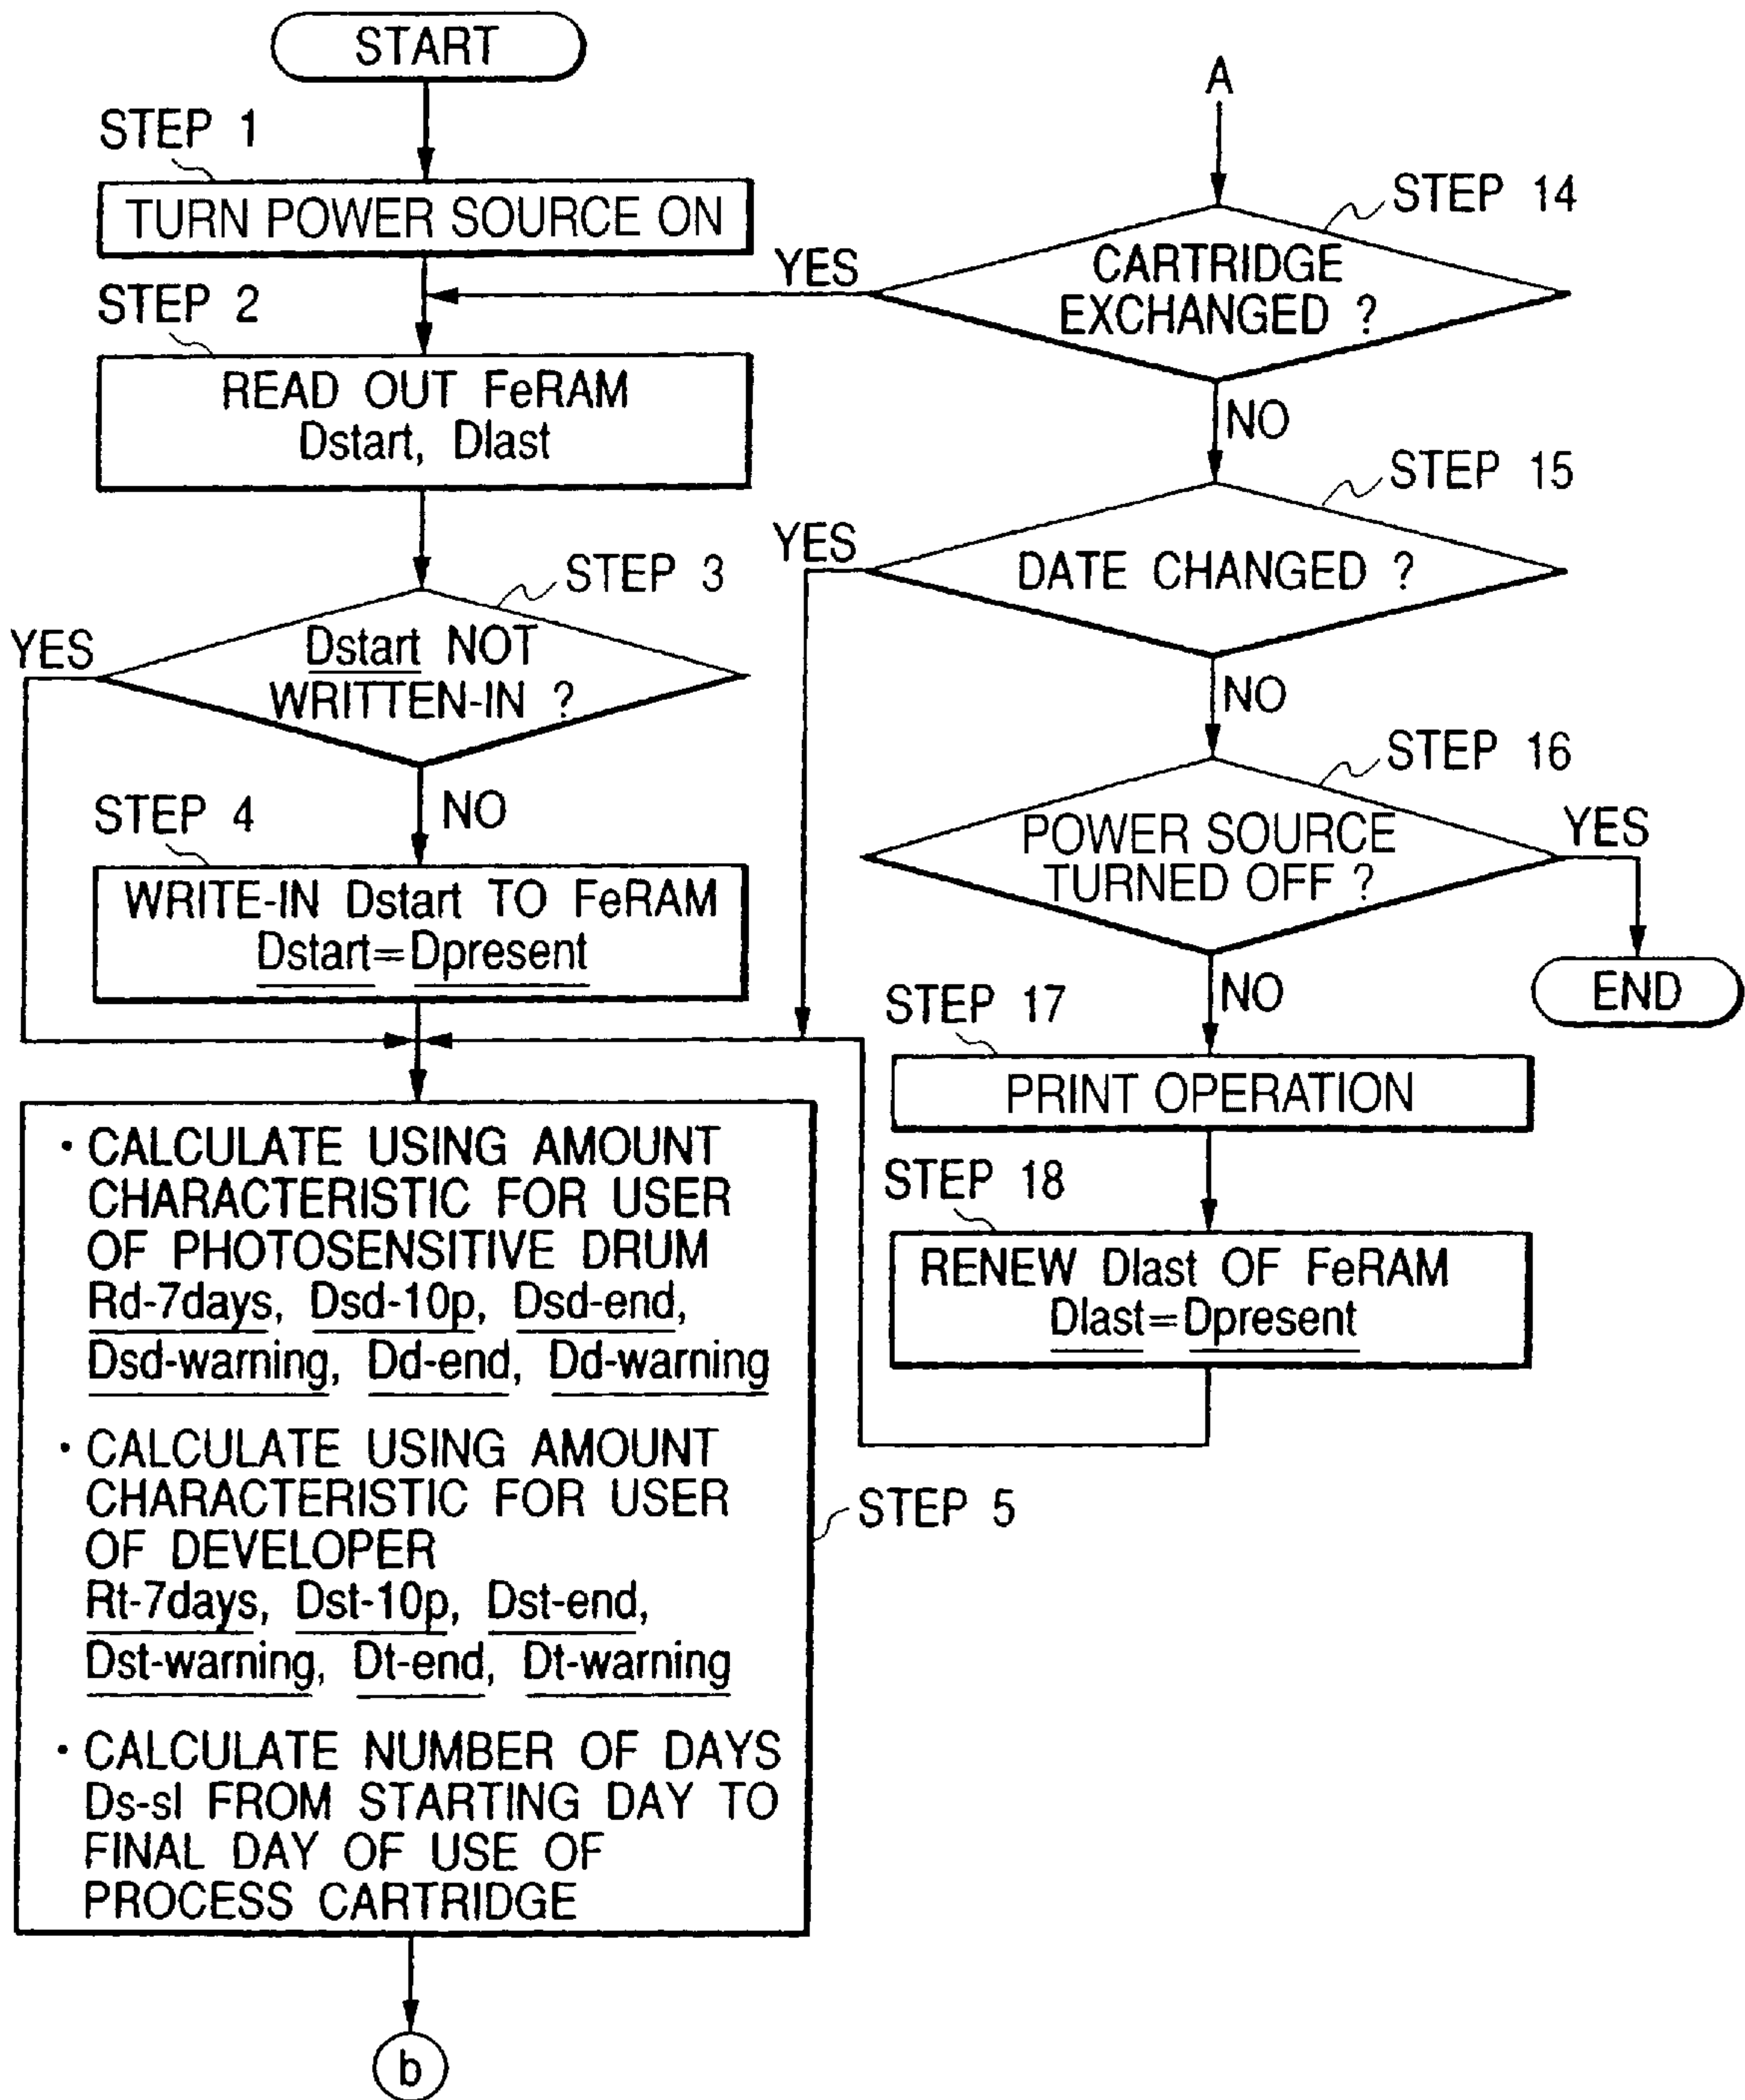 START
STEP 1
TURN POWER SOURCE ON
STEP 2
READ OUT FeRAM
Dstart, Dlast
STEP 3
YES
Dstart NOT
WRITTEN-IN ?
NO
STEP 4
WRITE-IN Dstart TO FeRAM
Dstart=Dpresent
· CALCULATE USING AMOUNT
CHARACTERISTIC FOR USER
OF PHOTOSENSITIVE DRUM
Rd-7days, Dsd-10p, Dsd-end,
Dsd-warning, Dd-end, Dd-warning
· CALCULATE USING AMOUNT
CHARACTERISTIC FOR USER
OF DEVELOPER
Rt-7days, Dst-10p, Dst-end,
Dst-warning, Dt-end, Dt-warning
· CALCULATE NUMBER OF DAYS
Ds-sl FROM STARTING DAY TO
FINAL DAY OF USE OF
PROCESS CARTRIDGE
STEP 5
b
A
STEP 14
YES
CARTRIDGE
EXCHANGED ?
NO
STEP 15
YES
DATE CHANGED ?
NO
STEP 16
POWER SOURCE
TURNED OFF ?
YES
END
NO
STEP 17
PRINT OPERATION
STEP 18
RENEW Dlast OF FeRAM
Dlast=Dpresent